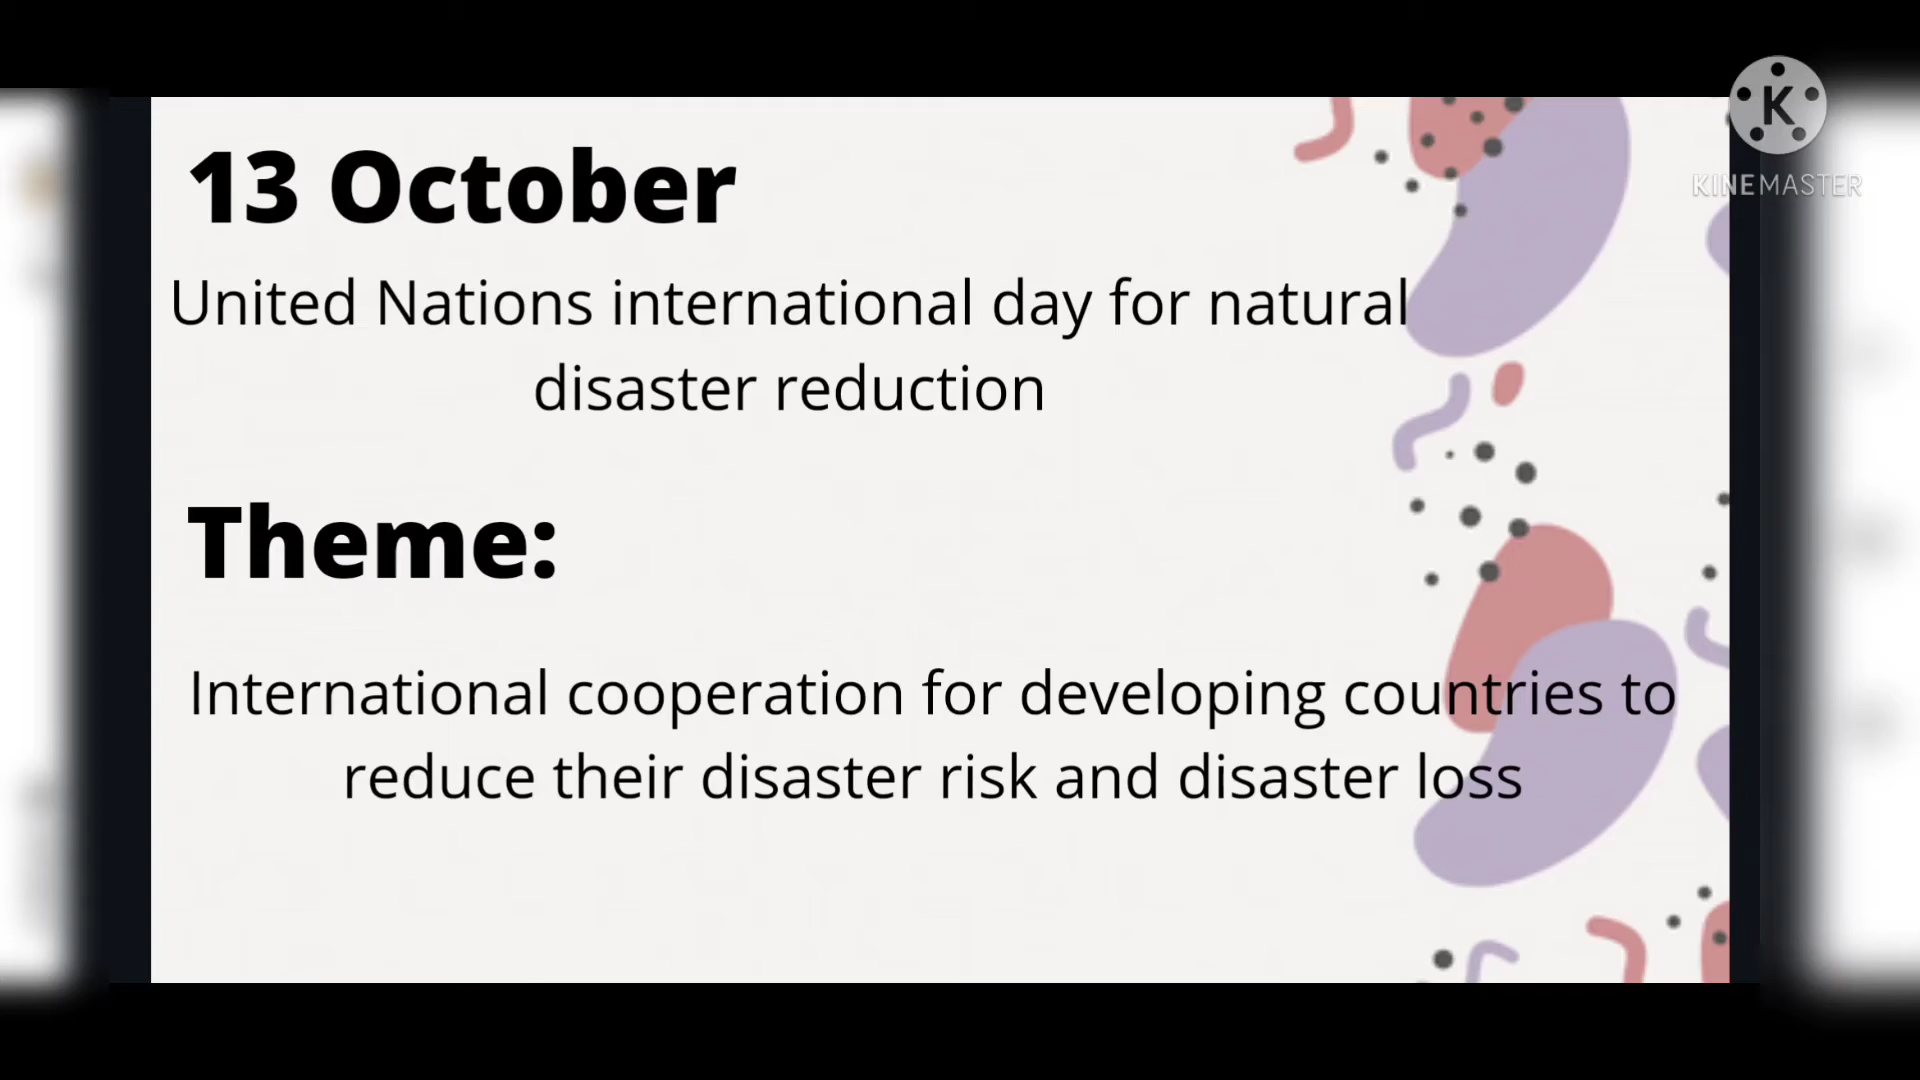 13 October
United Nations international day for natural
disaster reduction
Theme:
International cooperation for developing countries to
reduce their disaster risk and disaster loss
K
KINEMASTER